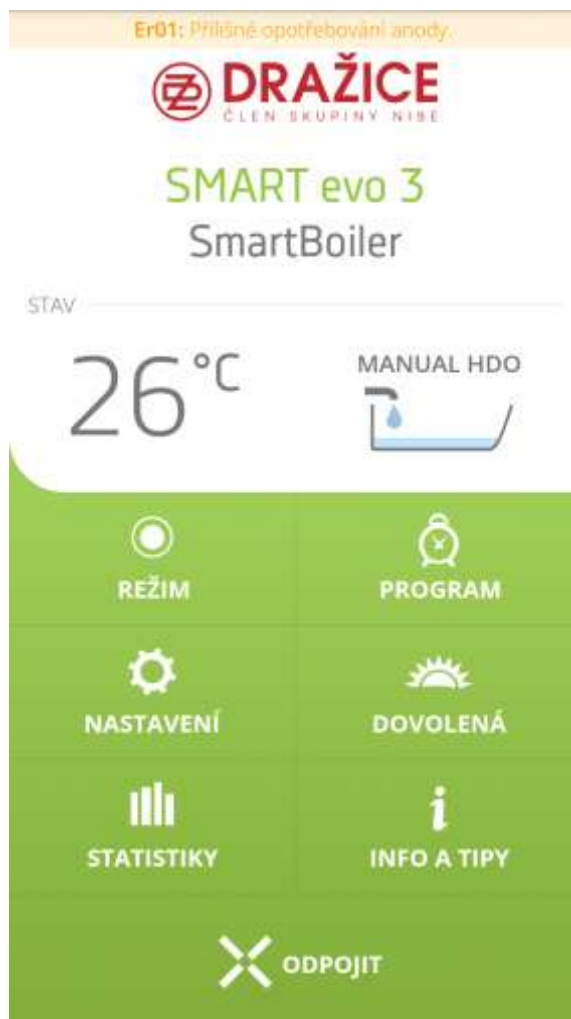 Er01: Přílišné opotřebování anody.
DRAŽICE
ČLEN SKUPINY NIBE
SMART evo 3
SmartBoiler
STAV
26°C
MANUAL HDO
REŽIM
PROGRAM
NASTAVENÍ
DOVOLENÁ
STATISTIKY
INFO A TIPY
ODPOJIT